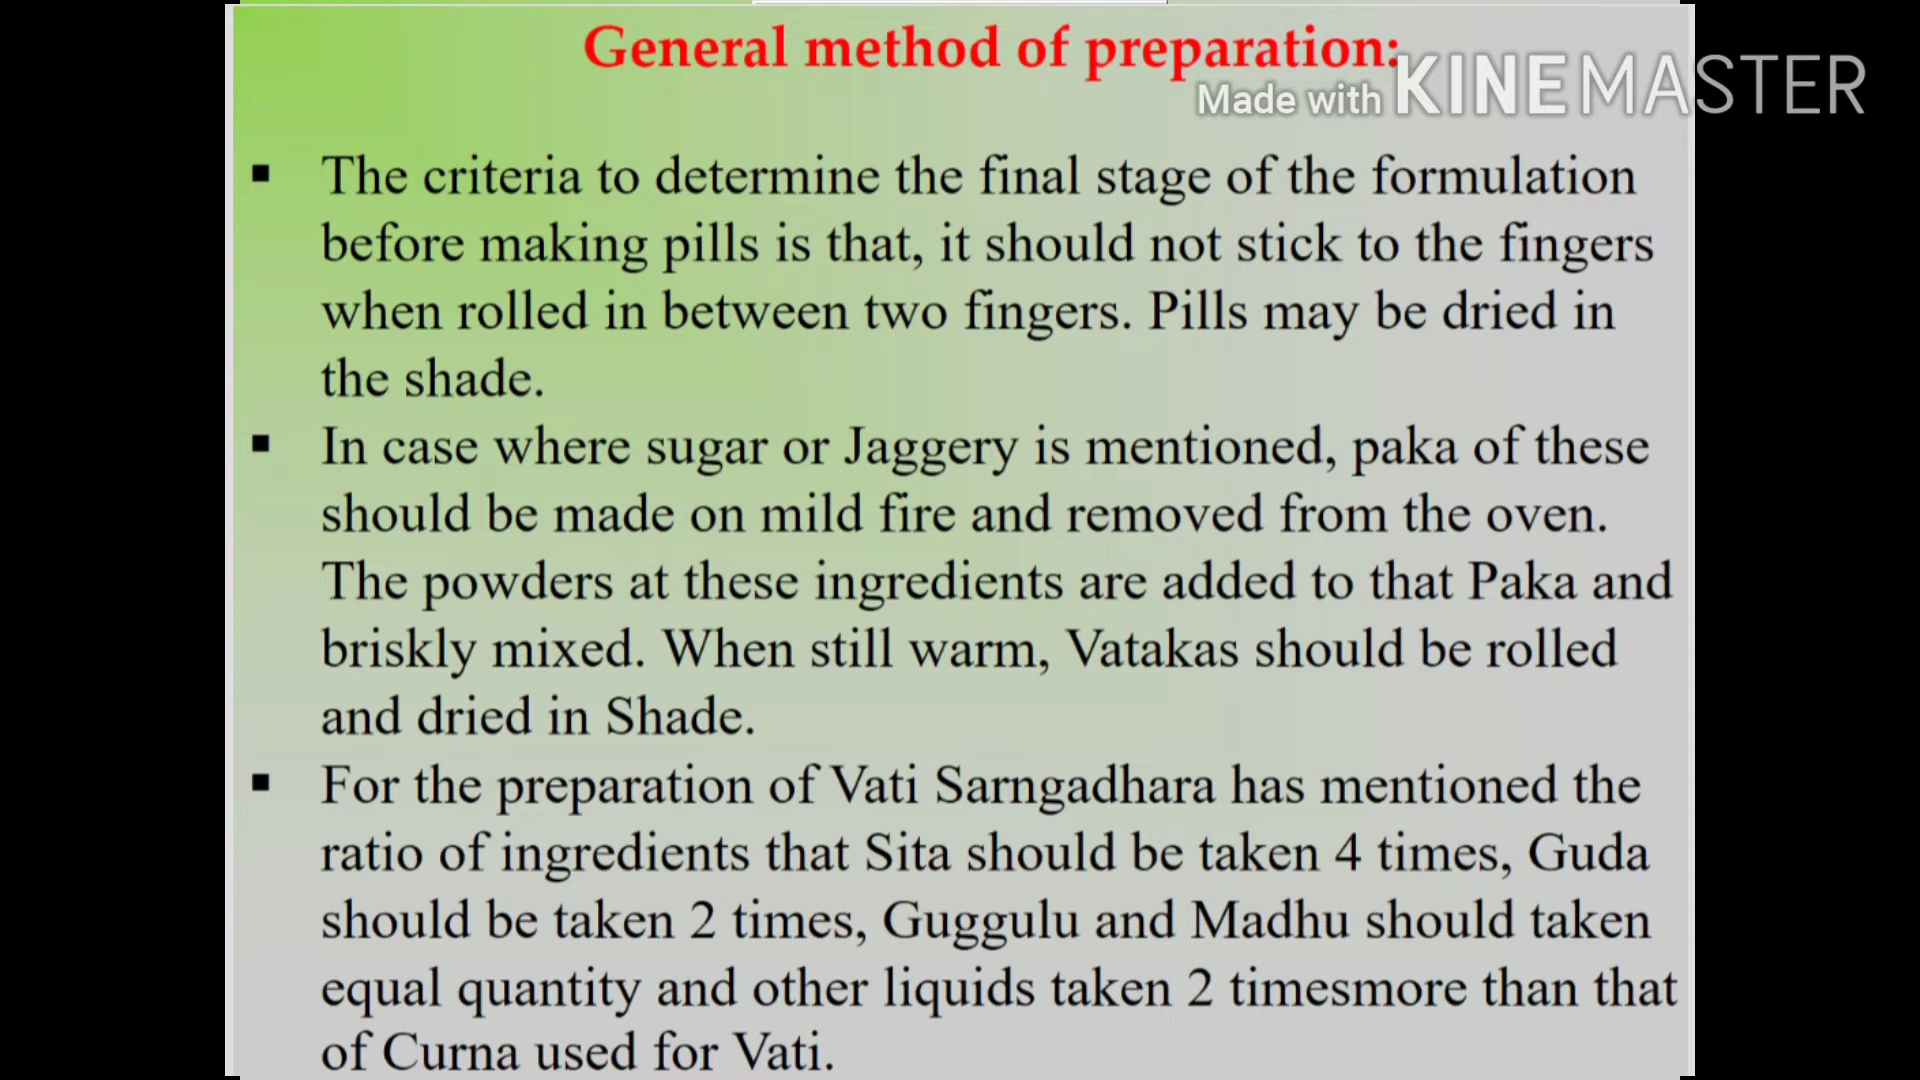 General method of preparation:
Made with KINEMASTER
▪ The criteria to determine the final stage of the formulation
before making pills is that, it should not stick to the fingers
when rolled in between two fingers. Pills may be dried in
the shade.
▪ In case where sugar or Jaggery is mentioned, paka of these
should be made on mild fire and removed from the oven.
The powders at these ingredients are added to that Paka and
briskly mixed. When still warm, Vatakas should be rolled
and dried in Shade.
▪ For the preparation of Vati Sarngadhara has mentioned the
ratio of ingredients that Sita should be taken 4 times, Guda
should be taken 2 times, Guggulu and Madhu should taken
equal quantity and other liquids taken 2 timesmore than that
of Curna used for Vati.